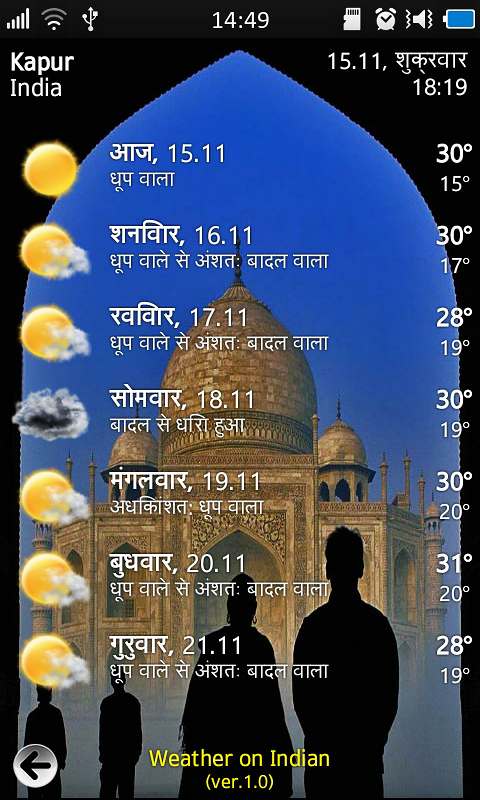 14:49
Kapur
India
15.11, शुक्रवार
18:19
आज, 15.11
धूप वाला
30°
15°
शनविार, 16.11
धूप वाले से अंशतः बादल वाला
30°
17°
रवविार, 17.11
धूप वाले से अंशतः बादल वाला
28°
19°
सोमवार, 18.11
बादल से धरिा हुआ
30°
19°
मंगलवार, 19.11
अधकिांशतः धूप वाला
30°
20°
बुधवार, 20.11
धूप वाले से अंशतः बादल वाला
31°
20°
गुरुवार, 21.11
धूप वाले से अंशतः बादल वाला
28°
19°
Weather on Indian
(ver.1.0)